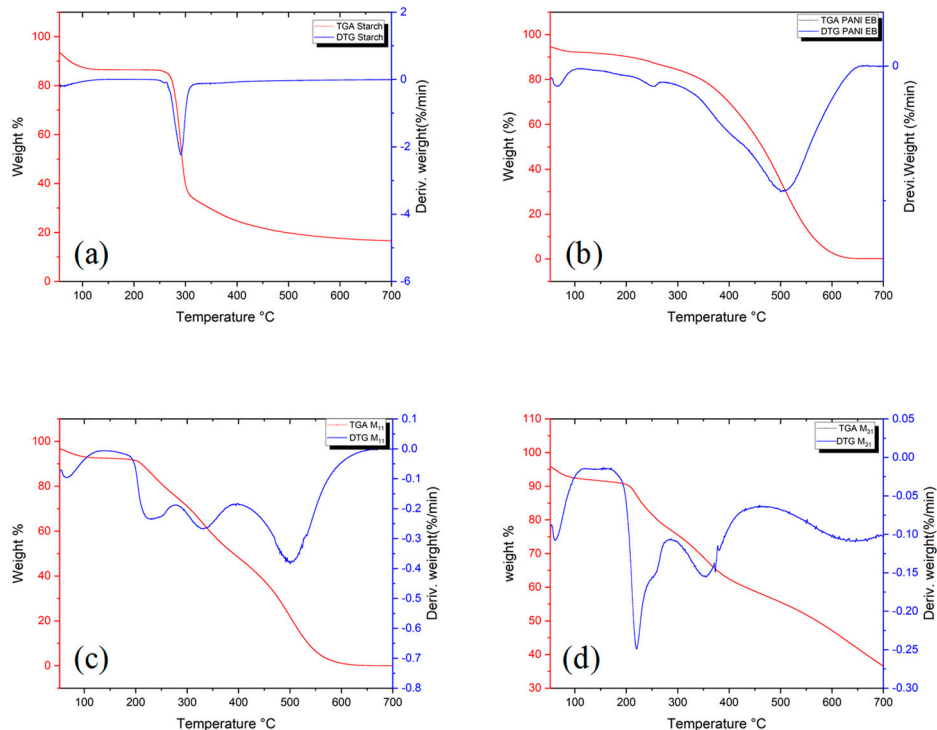 TGA Starch
DTG Starch
100
80
60
40
20
0
Weight %
2
0
-2
-4
-6
Deriv. weirght(%/min)
100 200 300 400 500 600 700
Temperature °C
(a)
TGA PANI EB
DTG PANI EB
100
90
80
70
60
50
40
30
20
10
0
Weight (%)
0
Drevi.Weight (%/min)
100 200 300 400 500 600 700
Temperature °C
(b)
TGA M11
DTG M11
100
80
60
40
20
0
Weight %
0.1
0.0
-0.1
-0.2
-0.3
-0.4
-0.5
-0.6
-0.7
-0.8
Deriv. weirght(%/min)
100 200 300 400 500 600 700
Temperature °C
(c)
TGA M31
DTG M31
110
100
90
80
70
60
50
40
30
weight %
0.05
0.00
-0.05
-0.10
-0.15
-0.20
-0.25
-0.30
Deriv. weight(%/min)
100 200 300 400 500 600 700
Temperature °C
(d)